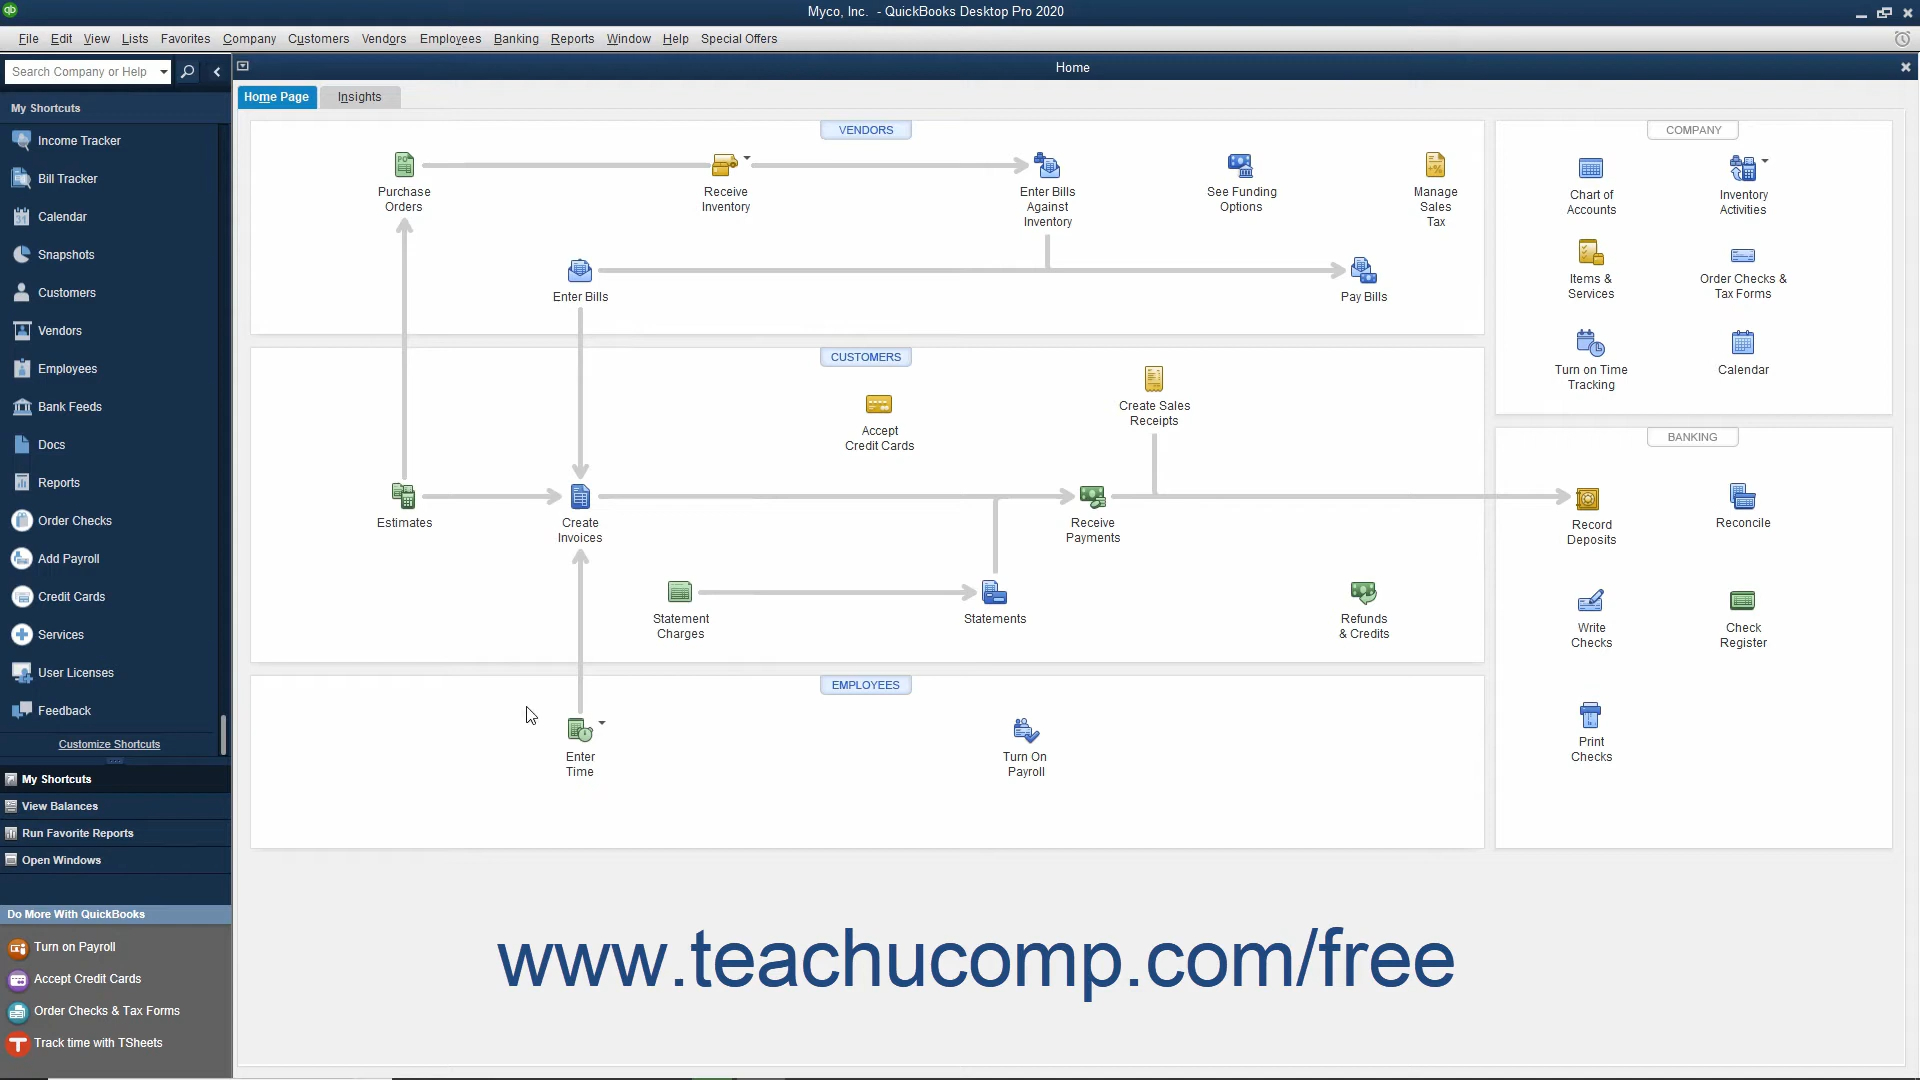 qb
Myco, Inc. - QuickBooks Desktop Pro 2020
File Edit View Lists Favorites Company Customers Vendors Employees Banking Reports Window Help Special Offers
Search Company or Help
Home
Home Page
Insights
My Shortcuts
Income Tracker
Bill Tracker
Calendar
Snapshots
Customers
Vendors
Employees
Bank Feeds
Docs
Reports
Order Checks
Add Payroll
Credit Cards
Services
User Licenses
Feedback
Customize Shortcuts
My Shortcuts
View Balances
Run Favorite Reports
Open Windows
Do More With QuickBooks
Turn on Payroll
Accept Credit Cards
Order Checks & Tax Forms
Track time with TSheets
VENDORS
Purchase
Orders
Receive
Inventory
Enter Bills
Against
Inventory
See Funding
Options
Manage
Sales
Tax
Enter Bills
Pay Bills
CUSTOMERS
Create Sales
Receipts
Accept
Credit Cards
Estimates
Create
Invoices
Receive
Payments
Statement
Charges
Statements
Refunds
& Credits
EMPLOYEES
Enter
Time
Turn On
Payroll
COMPANY
Chart of
Accounts
Inventory
Activities
Items &
Services
Order Checks &
Tax Forms
Turn on Time
Tracking
Calendar
BANKING
Record
Deposits
Reconcile
Write
Checks
Check
Register
Print
Checks
www.teachucomp.com/free